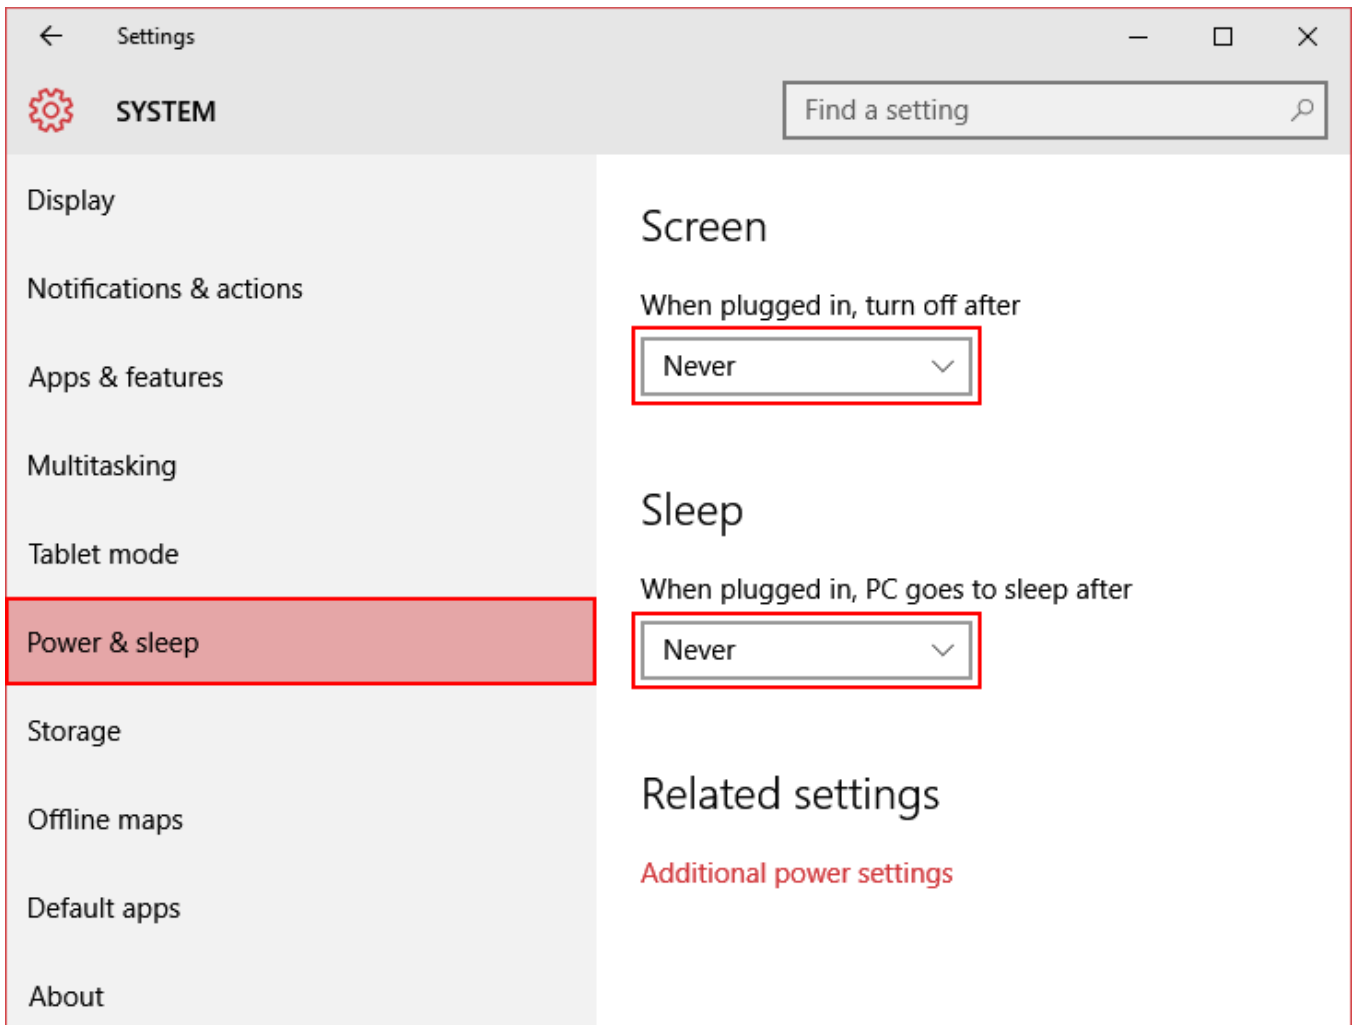 Settings
SYSTEM
Find a setting
Display
Notifications & actions
Apps & features
Multitasking
Tablet mode
Power & sleep
Storage
Offline maps
Default apps
About
Screen
When plugged in, turn off after
Never
Sleep
When plugged in, PC goes to sleep after
Never
Related settings
Additional power settings